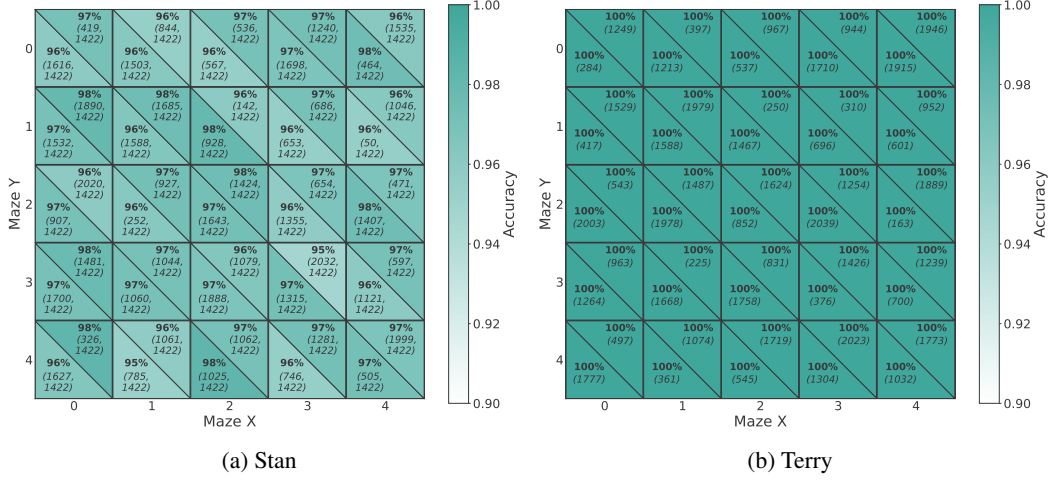 97% 96% 97% 97% 96%
(419, (844, (536, (1240, (1535,
1422) 1422) 1422) 1422) 1422)
0
96% 96% 96% 97% 98%
(1616, (1503, (567, (1698, (464,
1422) 1422) 1422) 1422) 1422)
98% 98% 96% 97% 96%
(1890, (1685, (142, (686, (1046,
1422) 1422) 1422) 1422) 1422)
1
97% 96% 98% 96% 96%
(1532, (1588, (928, (653, (50,
1422) 1422) 1422) 1422) 1422)
96% 97% 98% 97% 97%
(2020, (927, (1424, (654, (471,
1422) 1422) 1422) 1422) 1422)
2
97% 96% 97% 96% 98%
(907, (252, (1643, (1355, (1407,
1422) 1422) 1422) 1422) 1422)
98% 97% 96% 95% 97%
(1481, (1044, (1079, (2032, (597,
1422) 1422) 1422) 1422) 1422)
3
97% 97% 97% 97% 96%
(1700, (1060, (1888, (1315, (1121,
1422) 1422) 1422) 1422) 1422)
98% 96% 97% 97% 97%
(326, (1061, (1062, (1281, (1999,
1422) 1422) 1422) 1422) 1422)
4
96% 95% 98% 96% 97%
(1627, (785, (1025, (746, (505,
1422) 1422) 1422) 1422) 1422)
0 1 2 3 4
Maze X
Maze Y
1.00
0.98
0.96
0.94
0.92
0.90
Accuracy
(a) Stan
100% 100% 100% 100% 100%
(1249) (397) (967) (944) (1946)
0
100% 100% 100% 100% 100%
(284) (1213) (537) (1710) (1915)
100% 100% 100% 100% 100%
(1529) (1979) (250) (310) (952)
1
100% 100% 100% 100% 100%
(417) (1588) (1467) (696) (601)
100% 100% 100% 100% 100%
(543) (1487) (1624) (1254) (1889)
2
100% 100% 100% 100% 100%
(2003) (1978) (852) (2039) (163)
100% 100% 100% 100% 100%
(963) (225) (831) (1426) (1239)
3
100% 100% 100% 100% 100%
(1264) (1668) (1758) (376) (700)
100% 100% 100% 100% 100%
(497) (1074) (1719) (2023) (1773)
4
100% 100% 100% 100% 100%
(1777) (361) (545) (1304) (1032)
0 1 2 3 4
Maze X
Maze Y
1.00
0.98
0.96
0.94
0.92
0.90
Accuracy
(b) Terry